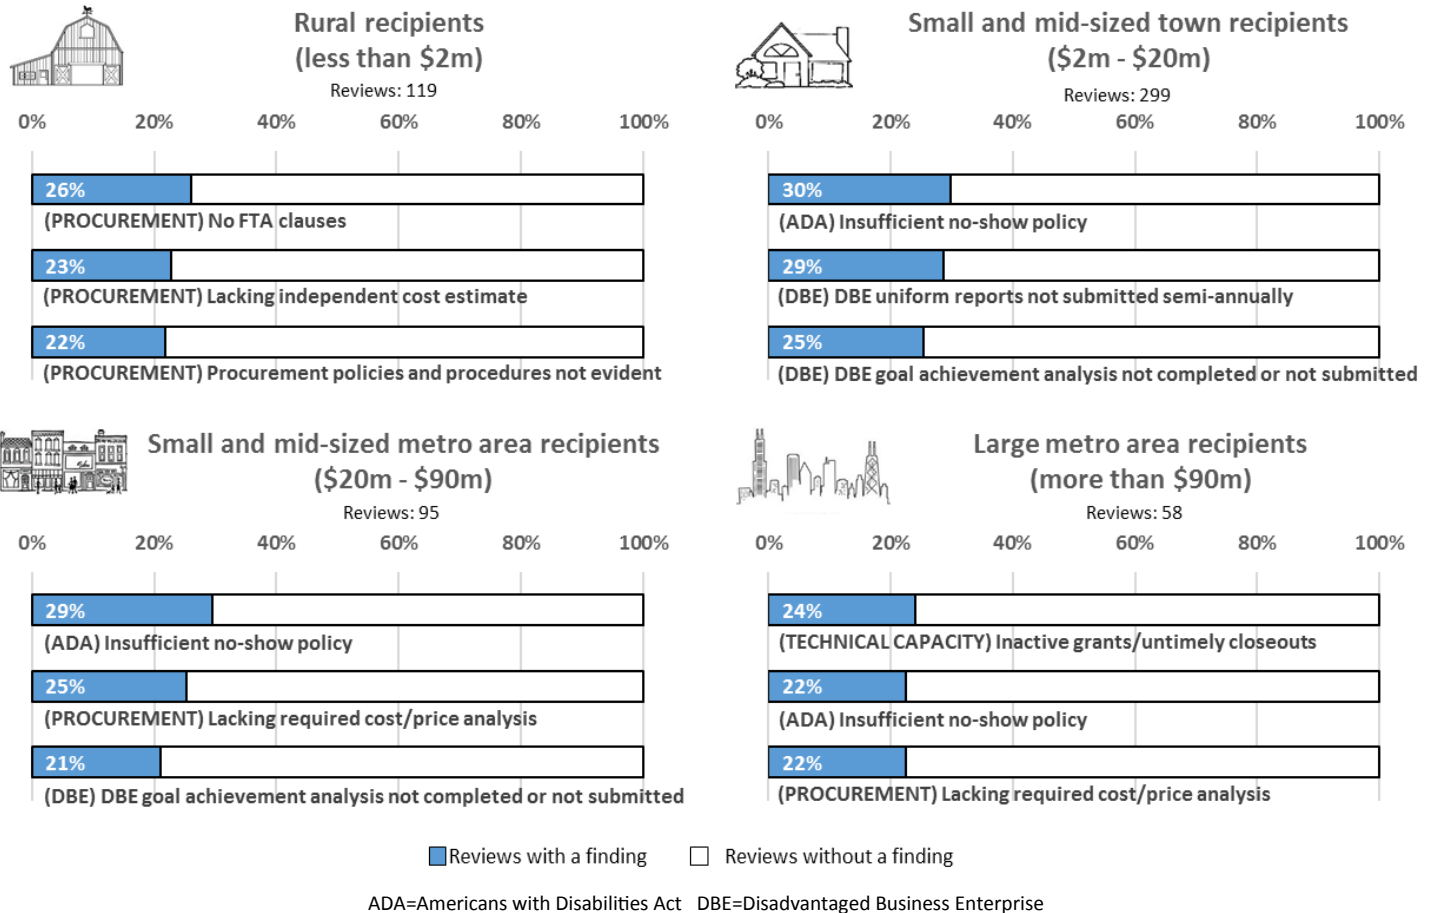 Rural recipients
(less than $2m)
Reviews: 119
0% 20% 40% 60% 80% 100%
26%
(PROCUREMENT) No FTA clauses
23%
(PROCUREMENT) Lacking independent cost estimate
22%
(PROCUREMENT) Procurement policies and procedures not evident
Small and mid-sized town recipients
($2m - $20m)
Reviews: 299
0% 20% 40% 60% 80% 100%
30%
(ADA) Insufficient no-show policy
29%
(DBE) DBE uniform reports not submitted semi-annually
25%
(DBE) DBE goal achievement analysis not completed or not submitted
Small and mid-sized metro area recipients
($20m - $90m)
Reviews: 95
0% 20% 40% 60% 80% 100%
29%
(ADA) Insufficient no-show policy
25%
(PROCUREMENT) Lacking required cost/price analysis
21%
(DBE) DBE goal achievement analysis not completed or not submitted
Large metro area recipients
(more than $90m)
Reviews: 58
0% 20% 40% 60% 80% 100%
24%
(TECHNICAL CAPACITY) Inactive grants/untimely closeouts
22%
(ADA) Insufficient no-show policy
22%
(PROCUREMENT) Lacking required cost/price analysis
Reviews with a finding Reviews without a finding
ADA=Americans with Disabilities Act DBE=Disadvantaged Business Enterprise